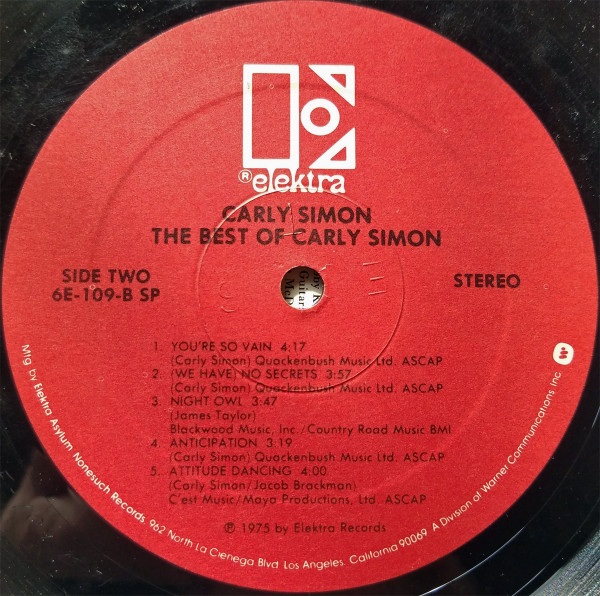 ® elektra
CARLY SIMON
THE BEST OF CARLY SIMON
SIDE TWO
6E-109-B SP
STEREO
Guitar
1. YOU'RE SO VAIN 4:17
(Carly Simon) Quackenbush Music Ltd. ASCAP
2. (WE HAVE) NO SECRETS 3:57
(Carly Simon) Quackenbush Music Ltd. ASCAP
3. NIGHT OWL 3:47
(James Taylor)
Blackwood Music, Inc./Country Road Music BMI
4. ANTICIPATION 3:19
(Carly Simon) Quackenbush Music Ltd. ASCAP
5. ATTITUDE DANCING 4:00
(Carly Simon/Jacob Brackman)
C'est Music/Maya Productions, Ltd. ASCAP
℗ 1975 by Elektra Records
Mfg. by Elektra Asylum Nonesuch Records 962 North La Cienega Blvd. Los Angeles, California 90069 A Division of Warner Communications Inc